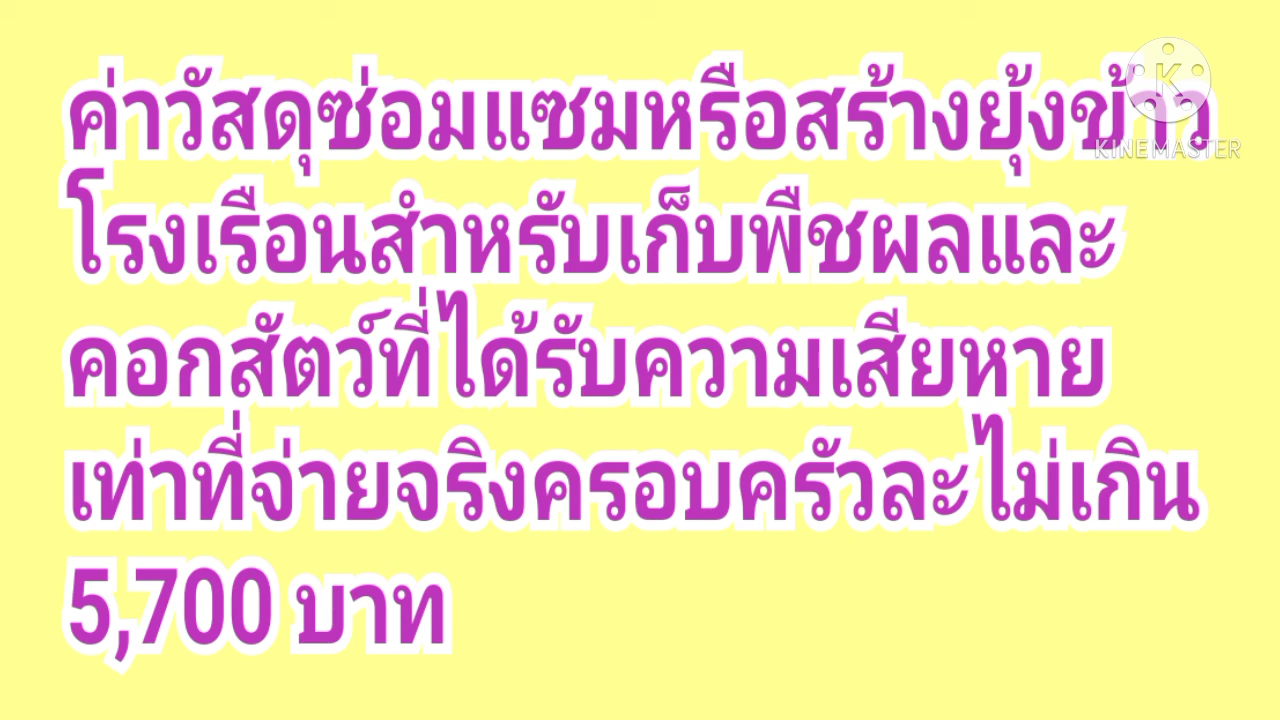 ค่าวัสดุซ่อมแซมหรือสร้างยุ้งข้าว
โรงเรือนสำหรับเก็บพืชผลและ
คอกสัตว์ที่ได้รับความเสียหาย
เท่าที่จ่ายจริงครอบครัวละไม่เกิน
5,700 บาท
K
KINEMASTER